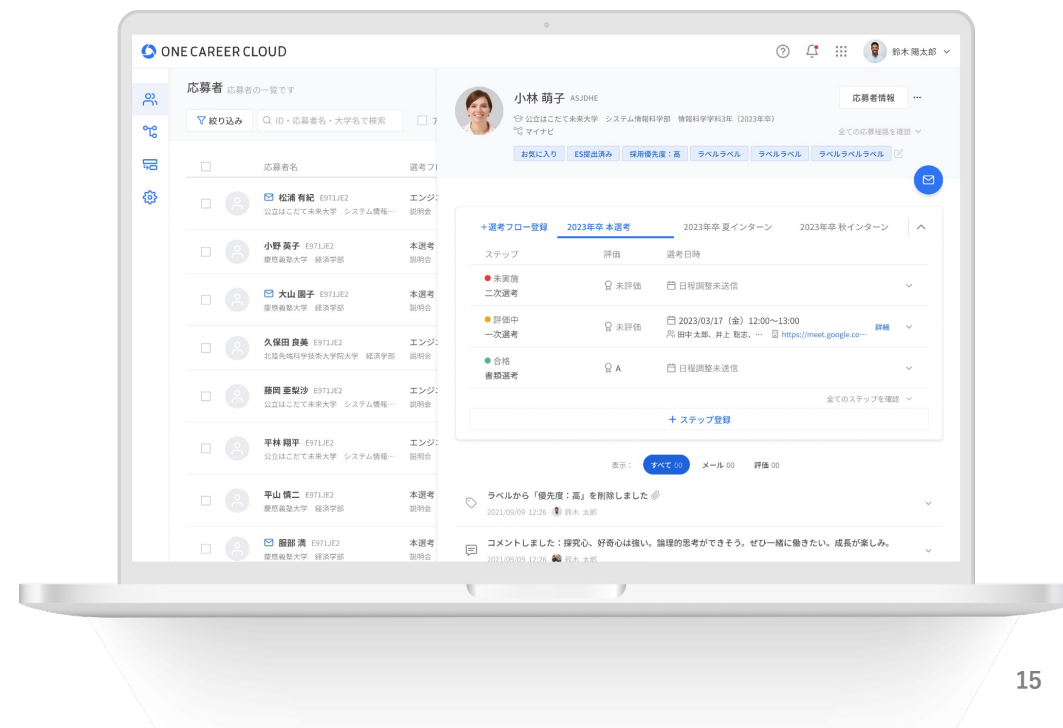 ONE CAREER CLOUD
鈴木 陽太郎
応募者 応募者の一覧です
絞り込み
ID・応募者名・大学名で検索
応募者名
選考フ
松浦 有紀 E971JE2
公立はこだて未来大学 システム情報…
エンジニ
説明会
小野 英子 E971JE2
慶應義塾大学 経済学部
本選考
説明会
大山 園子 E971JE2
慶應義塾大学 経済学部
本選考
説明会
久保田 良美 E971JE2
北陸先端科学技術大学院大学 経済学部
エンジニ
説明会
藤岡 亜梨沙 E971JE2
公立はこだて未来大学 システム情報…
エンジニ
説明会
平林 翔平 E971JE2
公立はこだて未来大学 システム情報…
エンジニ
説明会
平山 慎二 E971JE2
慶應義塾大学 経済学部
本選考
説明会
服部 満 E971JE2
慶應義塾大学 経済学部
本選考
説明会
小林 萌子 ASJDHE
応募者情報
公立はこだて未来大学 システム情報科学部 情報科学学科3年(2023年卒)
マイナビ
全ての応募経路を確認
お気に入り ES提出済み 採用優先度:高 ラベルラベル ラベルラベル ラベルラベルラベル
+選考フロー登録 2023年卒 本選考 2023年卒 夏インターン 2023年卒 秋インターン
ステップ 評価 選考日時
未実施
二次選考
未評価 日程調整未送信
評価中
一次選考
未評価
2023/03/17(金)12:00〜13:00
田中 太郎、井上 聡志、… https://meet.google.co…
詳細
合格
書類選考
A 日程調整未送信
全てのステップを確認
+ ステップ登録
表示: すべて 00 メール 00 評価 00
ラベルから「優先度:高」を削除しました
2021/09/09 12:26 鈴木 太郎
コメントしました:探究心、好奇心は強い。論理的思考ができそう。ぜひ一緒に働きたい。成長が楽しみ。
2021/09/09 12:26 鈴木 太郎
15